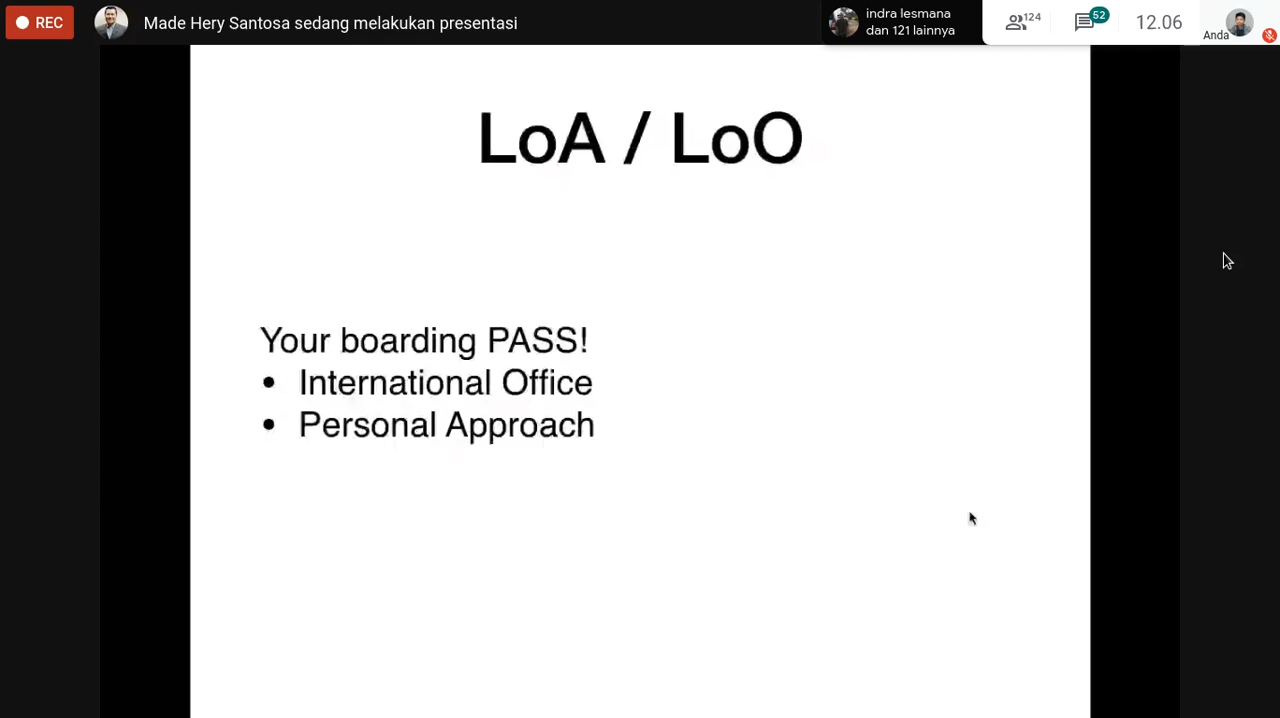 REC
Made Hery Santosa sedang melakukan presentasi
indra lesmana
dan 121 lainnya
124
52
12.06
Anda
LoA / LoO
Your boarding PASS!
• International Office
• Personal Approach